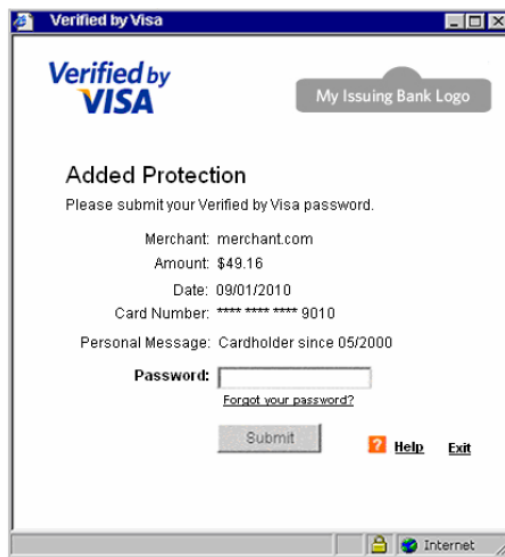 Verified by Visa
Verified by
VISA
My Issuing Bank Logo
Added Protection
Please submit your Verified by Visa password.
Merchant: merchant.com
Amount: $49.16
Date: 09/01/2010
Card Number: **** **** **** 9010
Personal Message: Cardholder since 05/2000
Password:
Forgot your password?
Submit
? Help Exit
Internet